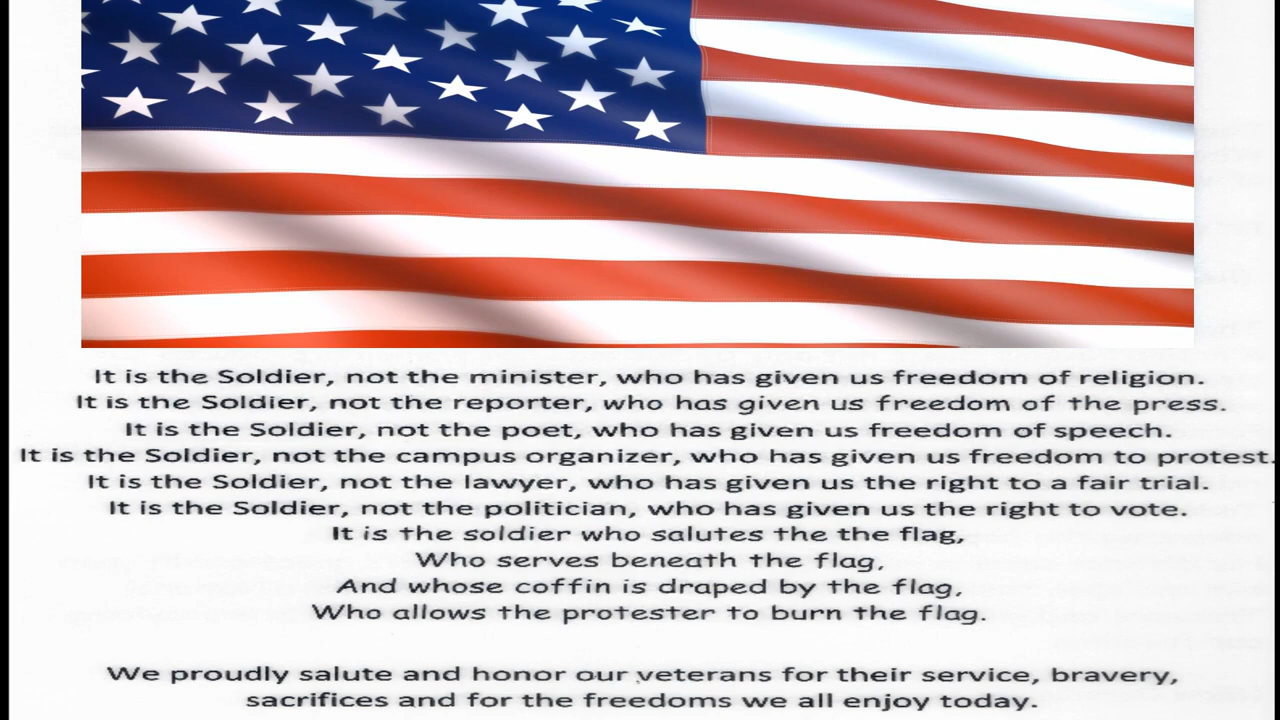 It is the Soldier, not the minister, who has given us freedom of religion.
It is the Soldier, not the reporter, who has given us freedom of the press.
It is the Soldier, not the poet, who has given us freedom of speech.
It is the Soldier, not the campus organizer, who has given us freedom to protest.
It is the Soldier, not the lawyer, who has given us the right to a fair trial.
It is the Soldier, not the politician, who has given us the right to vote.
It is the soldier who salutes the the flag,
Who serves beneath the flag,
And whose coffin is draped by the flag,
Who allows the protester to burn the flag.
We proudly salute and honor our veterans for their service, bravery,
sacrifices and for the freedoms we all enjoy today.